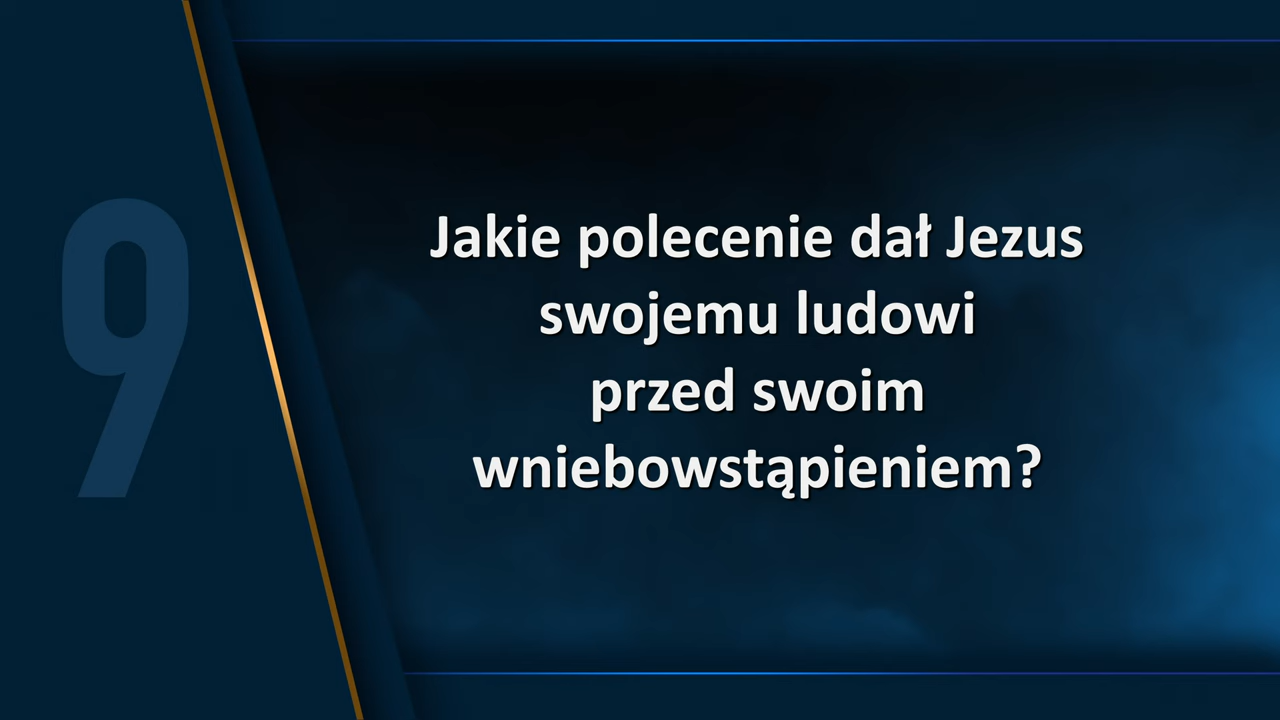 9
Jakie polecenie dał Jezus
swojemu ludowi
przed swoim
wniebowstąpieniem?